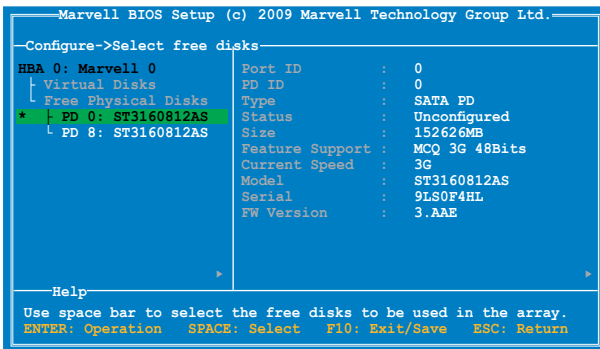 Marvell BIOS Setup (c) 2009 Marvell Technology Group Ltd.
Configure->Select free disks
HBA 0: Marvell 0
Virtual Disks
Free Physical Disks
* PD 0: ST3160812AS
PD 8: ST3160812AS
Port ID : 0
PD ID : 0
Type : SATA PD
Status : Unconfigured
Size : 152626MB
Feature Support : MCQ 3G 48Bits
Current Speed : 3G
Model : ST3160812AS
Serial : 9LS0F4HL
FW Version : 3.AAE
Help
Use space bar to select the free disks to be used in the array.
ENTER: Operation SPACE: Select F10: Exit/Save ESC: Return